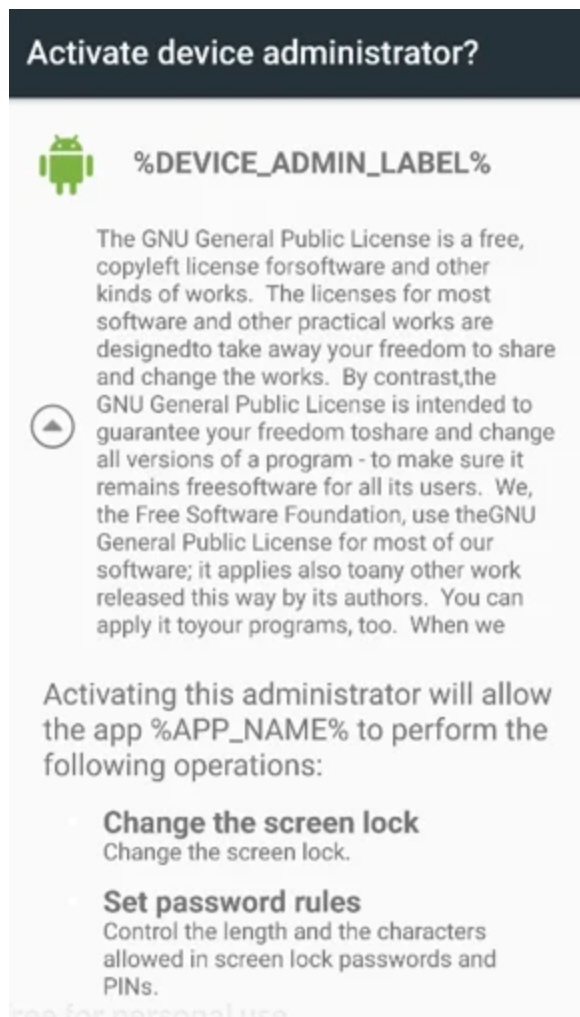 Activate device administrator?
%DEVICE_ADMIN_LABEL%
The GNU General Public License is a free,
copyleft license forsoftware and other
kinds of works.  The licenses for most
software and other practical works are
designedto take away your freedom to share
and change the works.  By contrast,the
GNU General Public License is intended to
guarantee your freedom toshare and change
all versions of a program - to make sure it
remains freesoftware for all its users.  We,
the Free Software Foundation, use theGNU
General Public License for most of our
software; it applies also toany other work
released this way by its authors.  You can
apply it toyour programs, too.  When we
Activating this administrator will allow
the app %APP_NAME% to perform the
following operations:
Change the screen lock
Change the screen lock.
Set password rules
Control the length and the characters
allowed in screen lock passwords and
PINs.
free for personal use